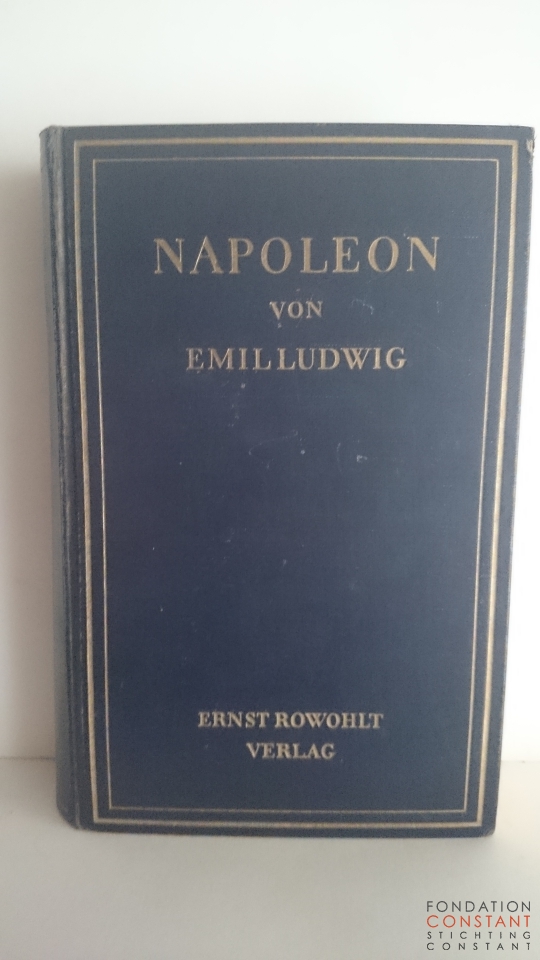 NAPOLEON
VON
EMIL LUDWIG
ERNST ROWOHLT
VERLAG
FONDATION
CONSTANT
STICHTING
CONSTANT